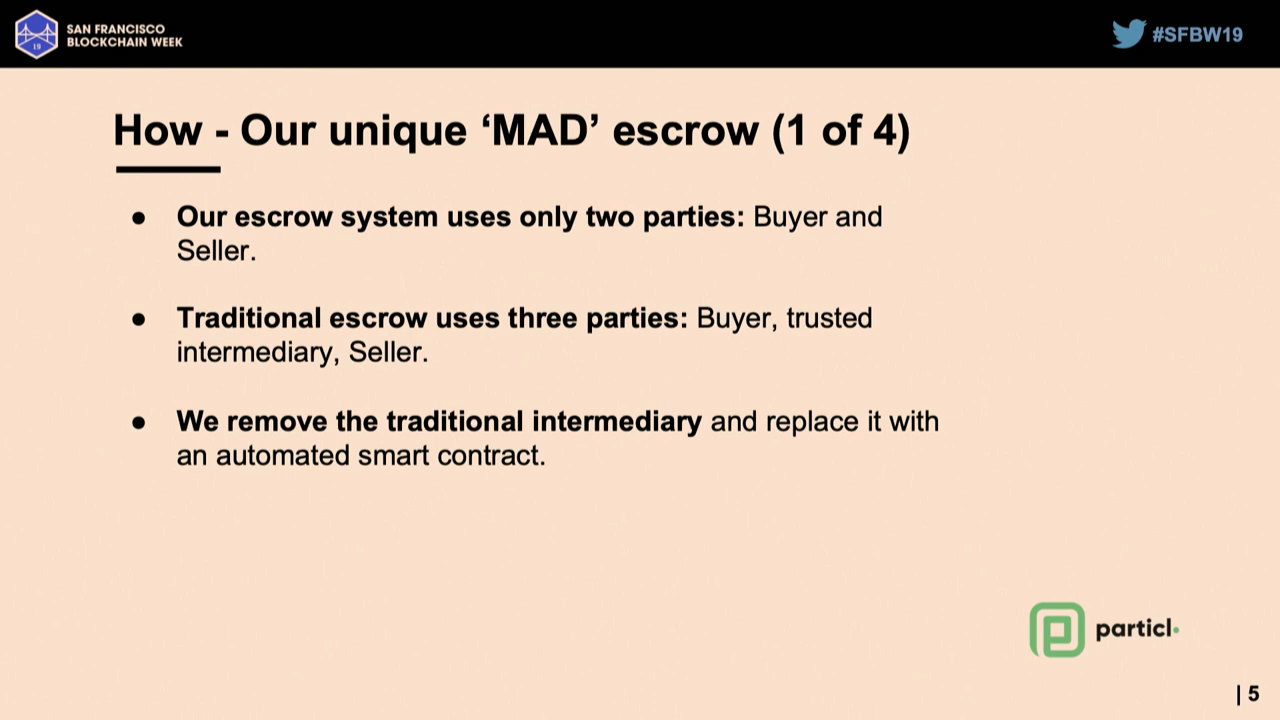 SAN FRANCISCO
BLOCKCHAIN WEEK
19
#SFBW19
How - Our unique ‘MAD’ escrow (1 of 4)
● Our escrow system uses only two parties: Buyer and
Seller.
● Traditional escrow uses three parties: Buyer, trusted
intermediary, Seller.
● We remove the traditional intermediary and replace it with
an automated smart contract.
particl.
| 5